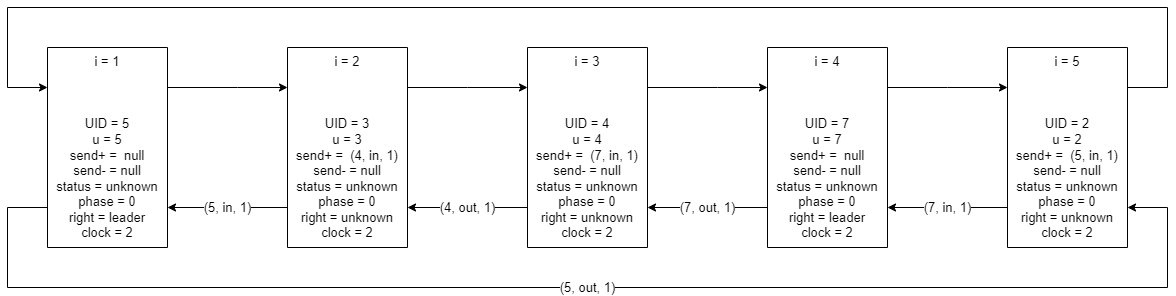 i = 1
UID = 5
u = 5
send+ = null
send- = null
status = unknown
phase = 0
right = leader
clock = 2
(5, in, 1)
i = 2
UID = 3
u = 3
send+ = (4, in, 1)
send- = null
status = unknown
phase = 0
right = unknown
clock = 2
(4, out, 1)
i = 3
UID = 4
u = 4
send+ = (7, in, 1)
send- = null
status = unknown
phase = 0
right = unknown
clock = 2
(7, out, 1)
i = 4
UID = 7
u = 7
send+ = null
send- = null
status = unknown
phase = 0
right = leader
clock = 2
(7, in, 1)
i = 5
UID = 2
u = 2
send+ = (5, in, 1)
send- = null
status = unknown
phase = 0
right = unknown
clock = 2
(5, out, 1)